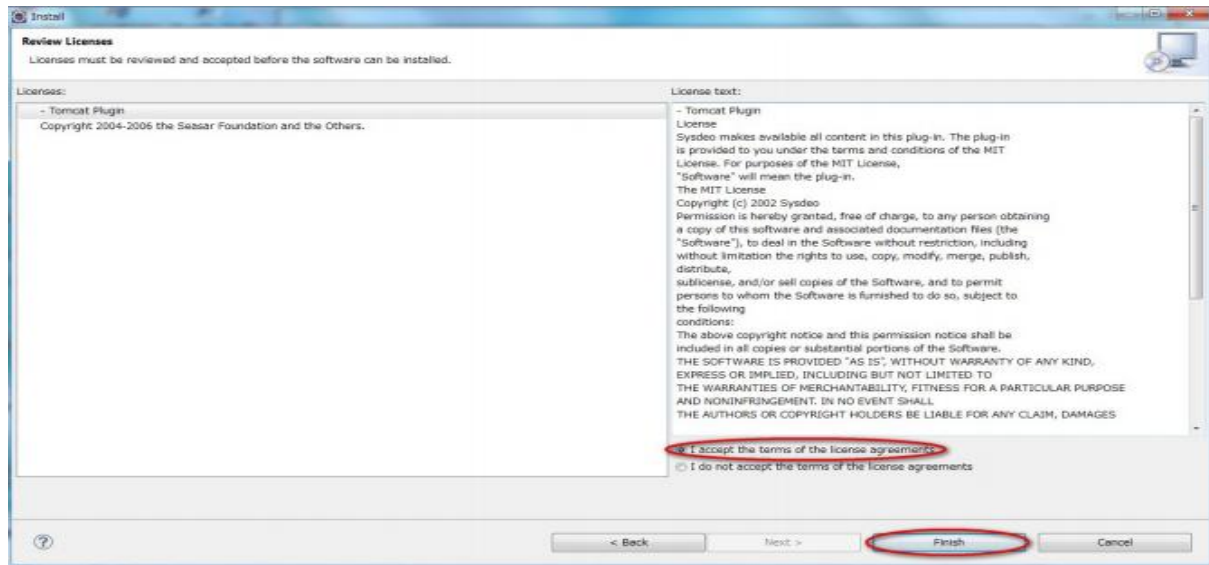 Install
Review Licenses
Licenses must be reviewed and accepted before the software can be installed.
Licenses:
- Tomcat Plugin
Copyright 2004-2006 the Seasar Foundation and the Others.
License text:
- Tomcat Plugin
License
Sysdeo makes available all content in this plug-in. The plug-in
is provided to you under the terms and conditions of the MIT
License. For purposes of the MIT License,
"Software" will mean the plug-in.
The MIT License
Copyright (c) 2002 Sysdeo
Permission is hereby granted, free of charge, to any person obtaining
a copy of this software and associated documentation files (the
"Software"), to deal in the Software without restriction, including
without limitation the rights to use, copy, modify, merge, publish,
distribute,
sublicense, and/or sell copies of the Software, and to permit
persons to whom the Software is furnished to do so, subject to
the following
conditions:
The above copyright notice and this permission notice shall be
included in all copies or substantial portions of the Software.
THE SOFTWARE IS PROVIDED "AS IS", WITHOUT WARRANTY OF ANY KIND,
EXPRESS OR IMPLIED, INCLUDING BUT NOT LIMITED TO
THE WARRANTIES OF MERCHANTABILITY, FITNESS FOR A PARTICULAR PURPOSE
AND NONINFRINGEMENT. IN NO EVENT SHALL
THE AUTHORS OR COPYRIGHT HOLDERS BE LIABLE FOR ANY CLAIM, DAMAGES
I accept the terms of the license agreements
I do not accept the terms of the license agreements
?
< Back
Next >
Finish
Cancel